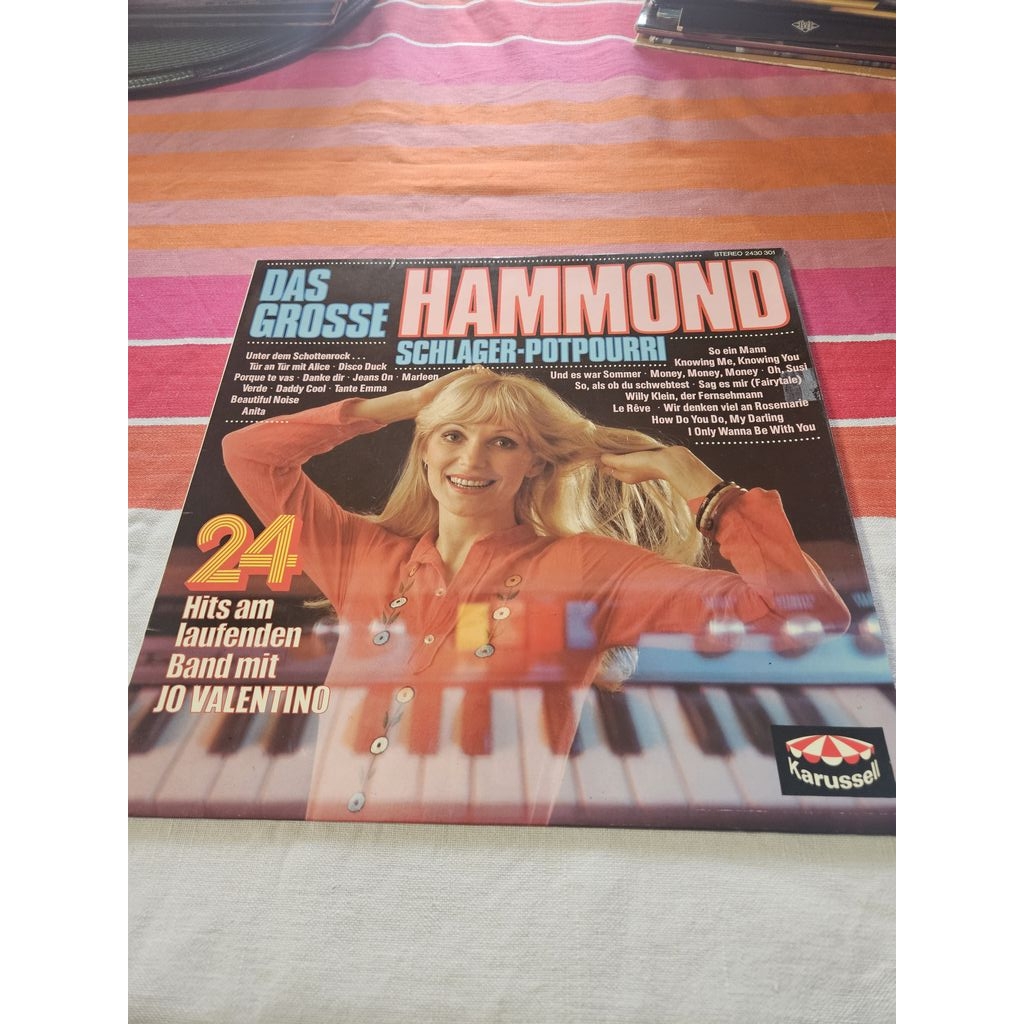 STEREO 2430 301
DAS
GROSSE
HAMMOND
SCHLAGER-POTPOURRI
Unter dem Schottenrock...
Tür an Tür mit Alice · Disco Duck
Porque te vas · Danke dir · Jeans On · Marleen
Verde · Daddy Cool · Tante Emma
Beautiful Noise
Anita
So ein Mann
Knowing Me, Knowing You
Und es war Sommer · Money, Money, Money · Oh, Susi
So, als ob du schwebtest · Sag es mir (Fairytale)
Willy Klein, der Fernsehmann
Le Rêve · Wir denken viel an Rosemarie
How Do You Do, My Darling
I Only Wanna Be With You
24
Hits am
laufenden
Band mit
JO VALENTINO
Karussell